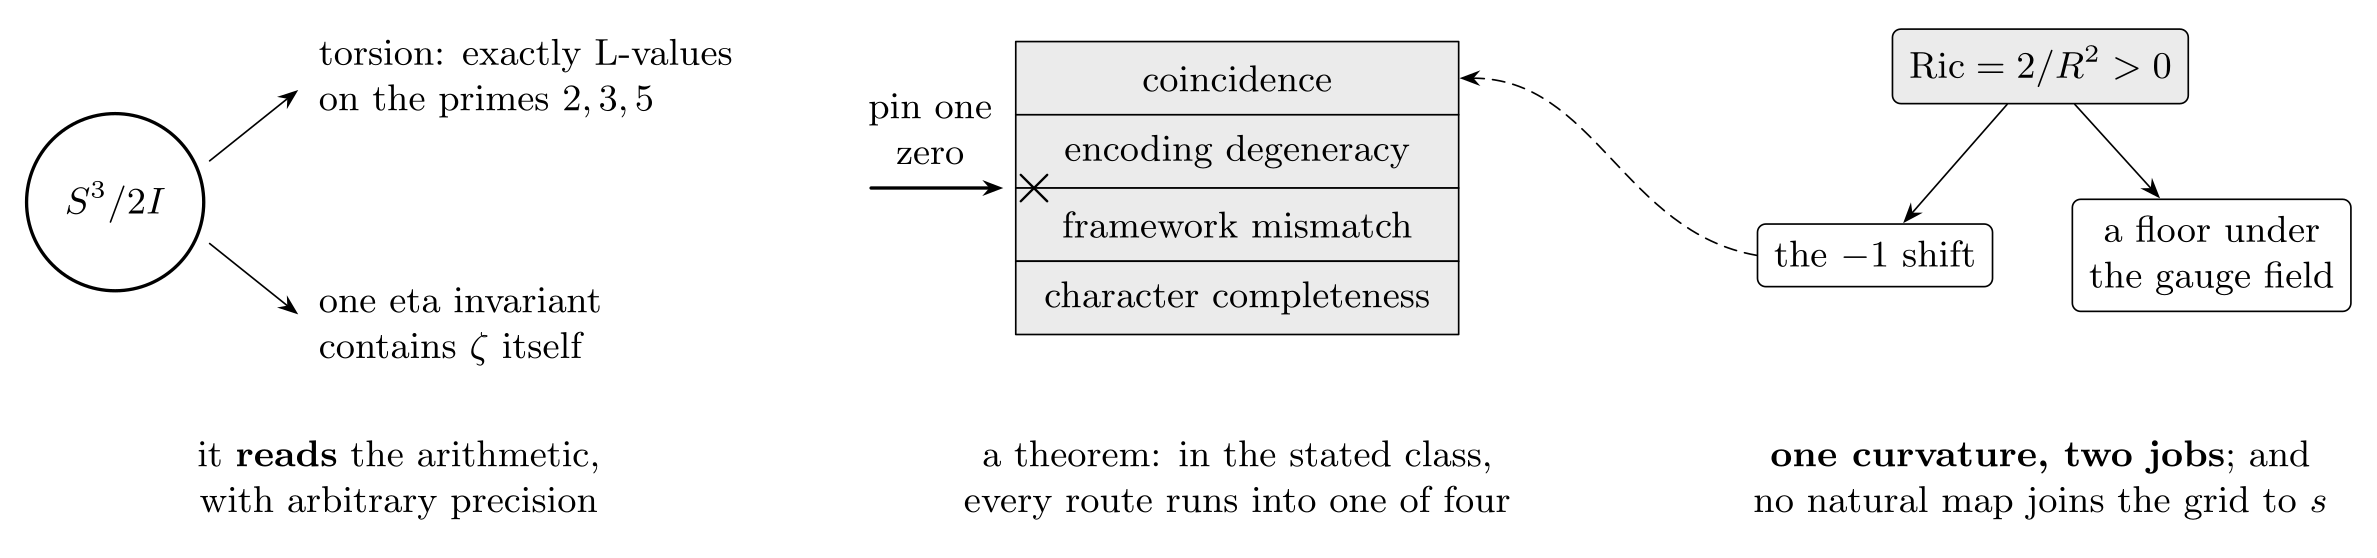 torsion: exactly L-values
on the primes 2, 3, 5
S³/2I
one eta invariant
contains ζ itself
it reads the arithmetic,
with arbitrary precision
pin one
zero
coincidence
encoding degeneracy
framework mismatch
character completeness
a theorem: in the stated class,
every route runs into one of four
Ric = 2/R² > 0
the −1 shift
a floor under
the gauge field
one curvature, two jobs; and
no natural map joins the grid to s